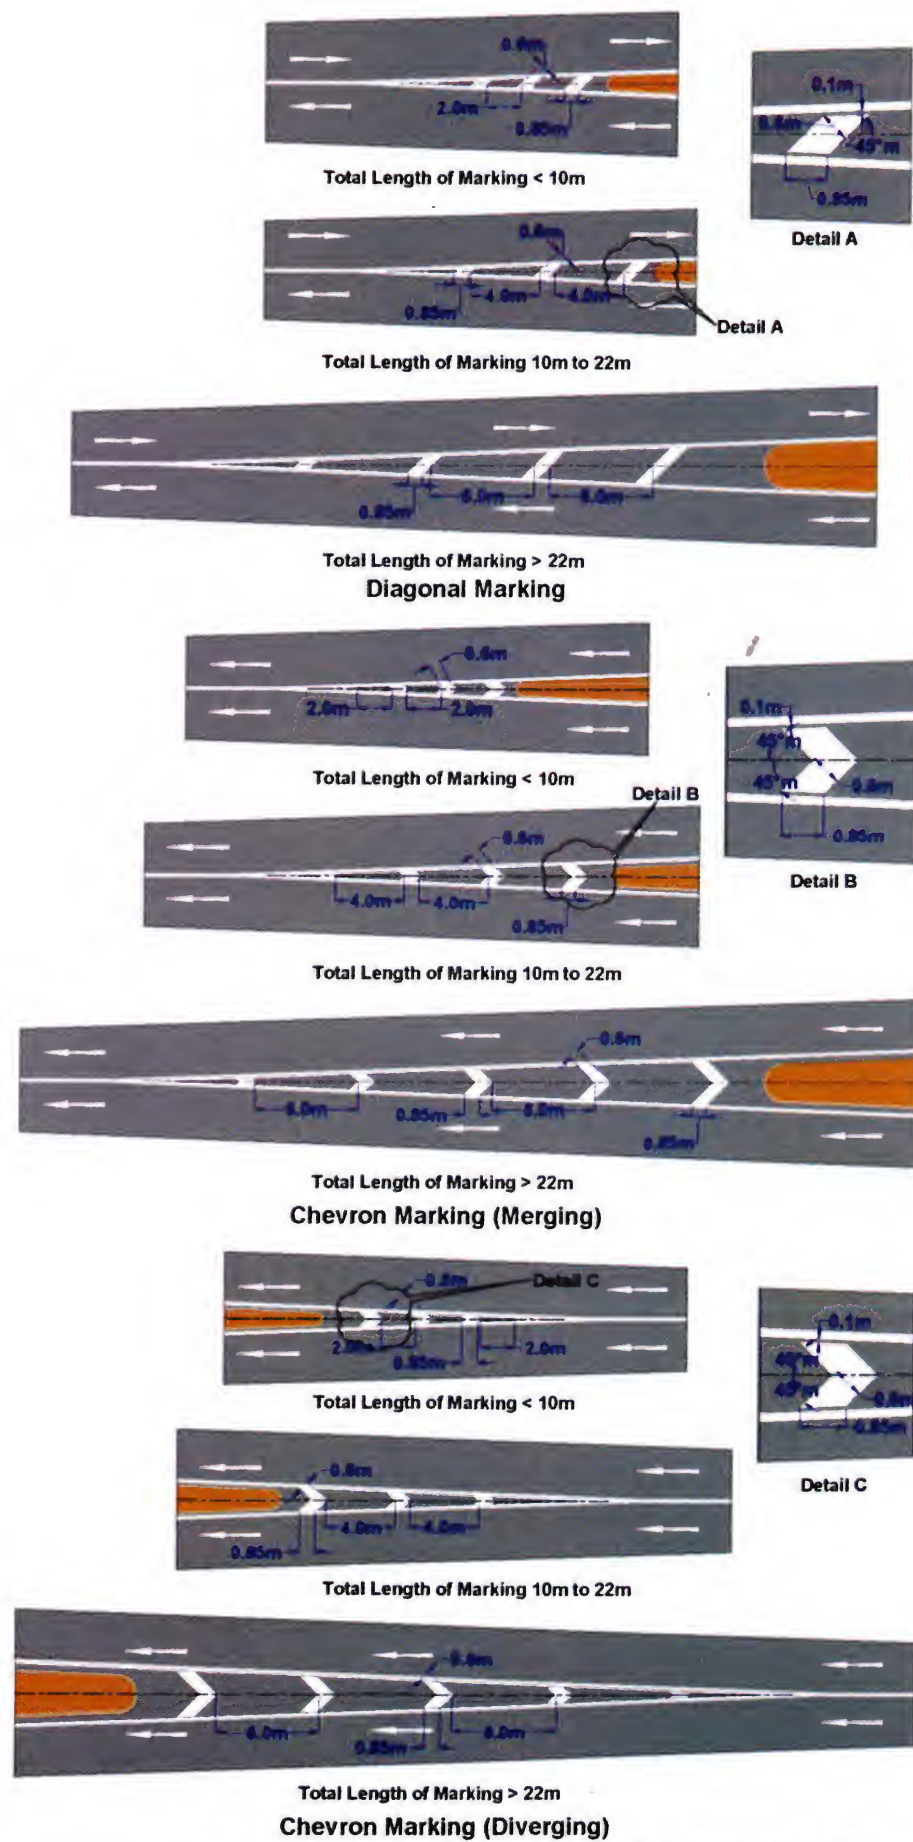 0.6m
2.0m
0.85m
Total Length of Marking < 10m
0.1m
0.6m
45°m
0.85m
Detail A
0.6m
4.0m
4.0m
0.85m
Detail A
Total Length of Marking 10m to 22m
0.85m
6.0m
6.0m
Total Length of Marking > 22m
Diagonal Marking
0.6m
2.0m
2.0m
Total Length of Marking < 10m
0.1m
45°m
45°m
0.6m
0.85m
Detail B
Detail B
0.6m
4.0m
4.0m
0.85m
Total Length of Marking 10m to 22m
0.6m
6.0m
0.85m
6.0m
0.85m
Total Length of Marking > 22m
Chevron Marking (Merging)
0.6m
Detail C
2.0m
0.85m
2.0m
Total Length of Marking < 10m
0.1m
45°m
45°m
0.6m
0.85m
Detail C
0.6m
4.0m
4.0m
0.85m
Total Length of Marking 10m to 22m
0.6m
6.0m
0.85m
6.0m
Total Length of Marking > 22m
Chevron Marking (Diverging)